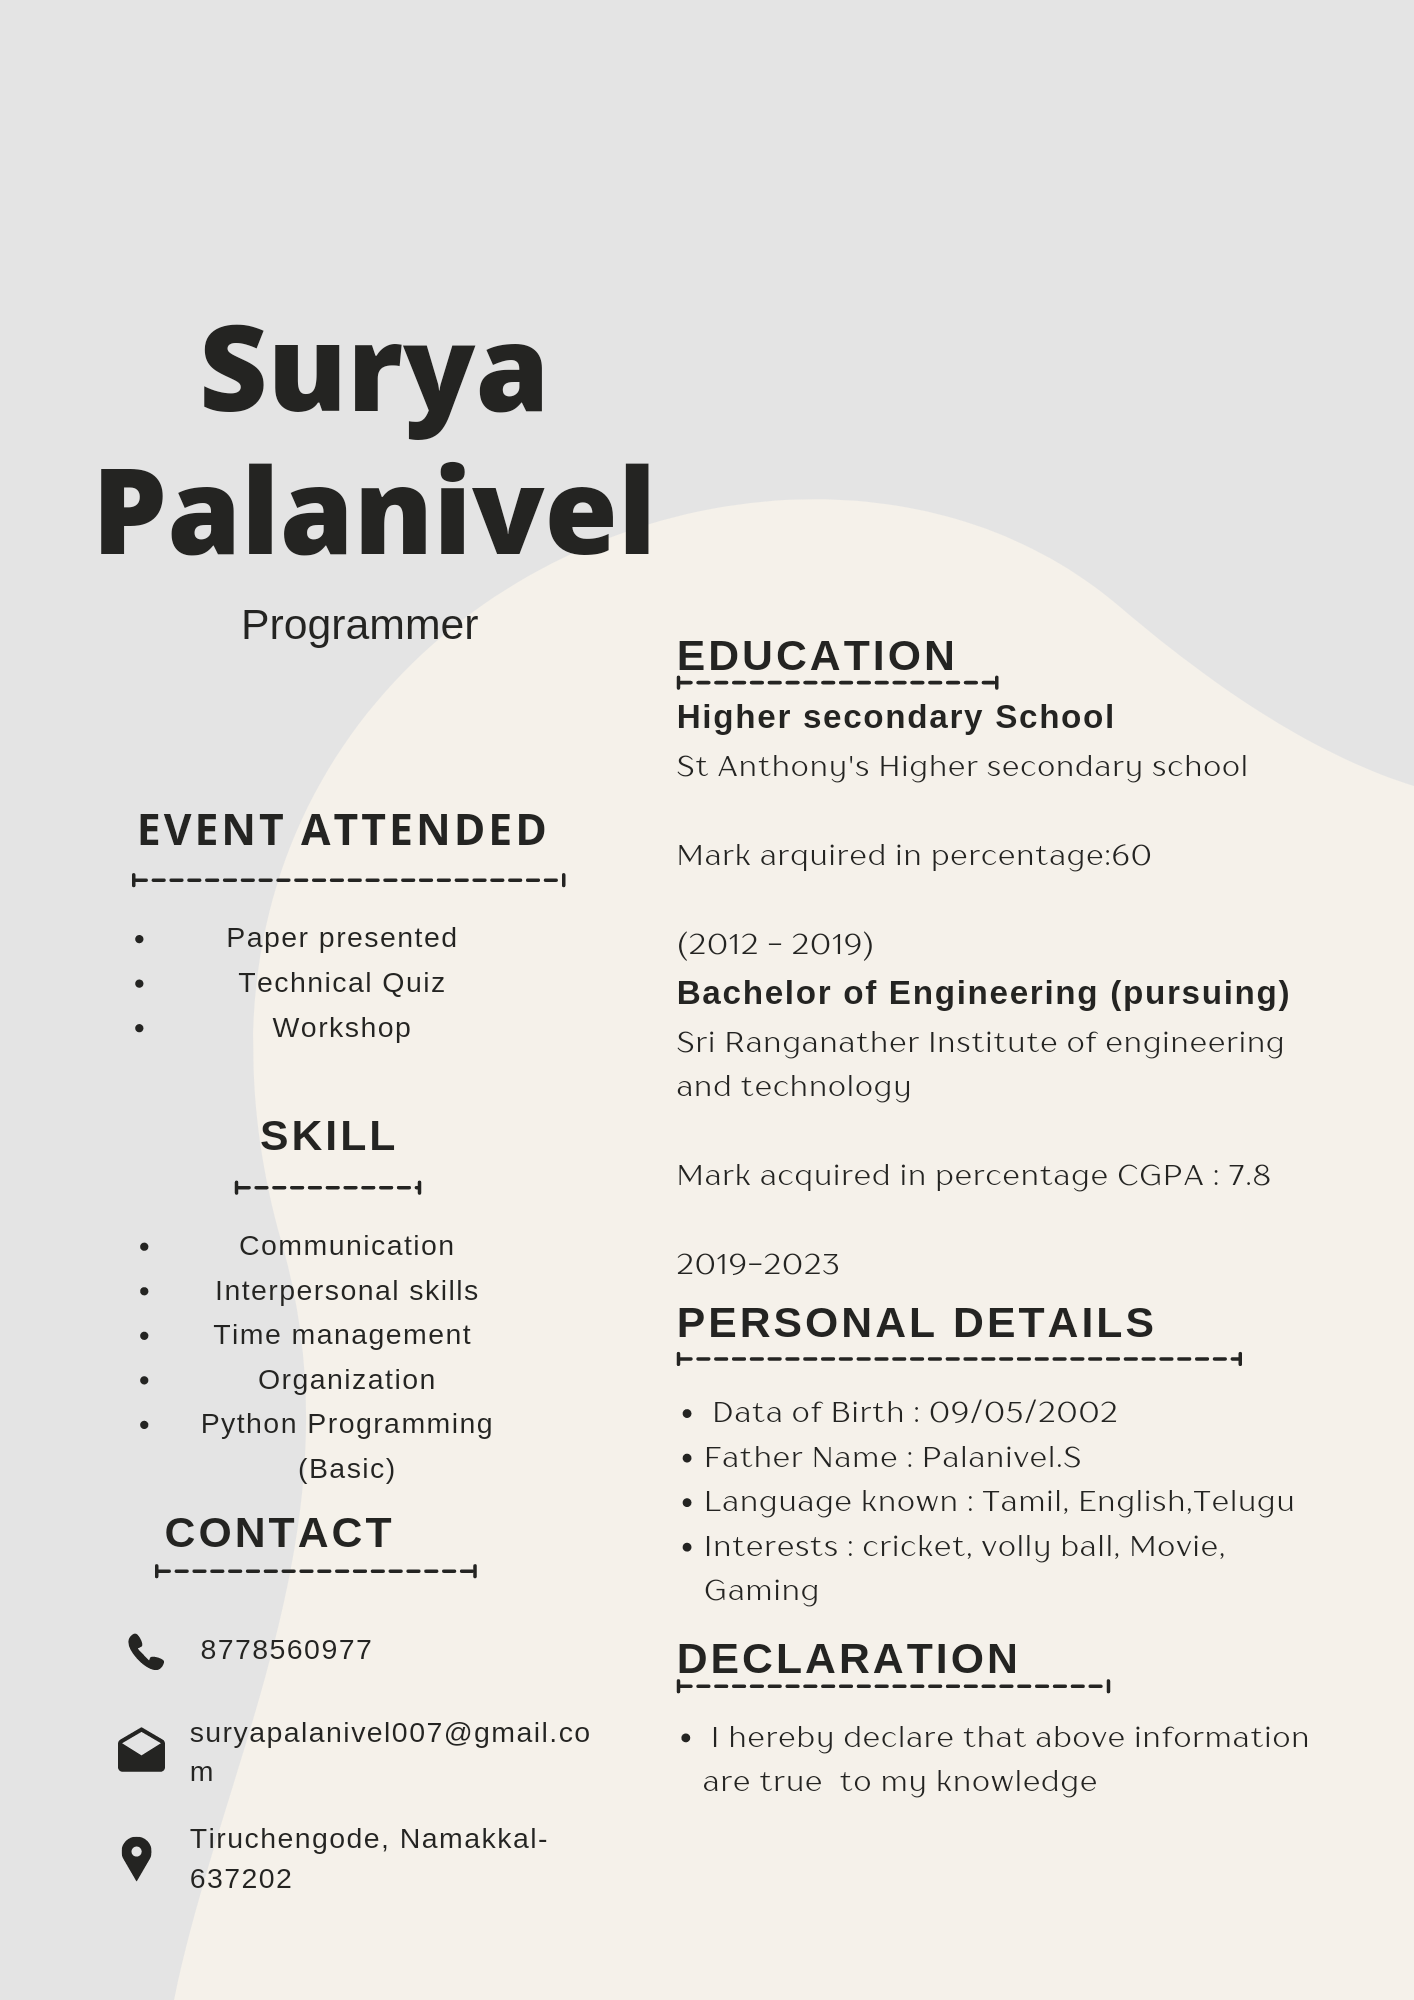 Surya
Palanivel
Programmer
EVENT ATTENDED
• Paper presented
• Technical Quiz
• Workshop
SKILL
• Communication
• Interpersonal skills
• Time management
• Organization
• Python Programming
(Basic)
CONTACT
8778560977
suryapalanivel007@gmail.co
m
Tiruchengode, Namakkal-
637202
EDUCATION
Higher secondary School
St Anthony's Higher secondary school
Mark arquired in percentage:60
(2012 - 2019)
Bachelor of Engineering (pursuing)
Sri Ranganather Institute of engineering
and technology
Mark acquired in percentage CGPA : 7.8
2019-2023
PERSONAL DETAILS
• Data of Birth : 09/05/2002
• Father Name : Palanivel.S
• Language known : Tamil, English,Telugu
• Interests : cricket, volly ball, Movie,
Gaming
DECLARATION
• I hereby declare that above information
are true  to my knowledge